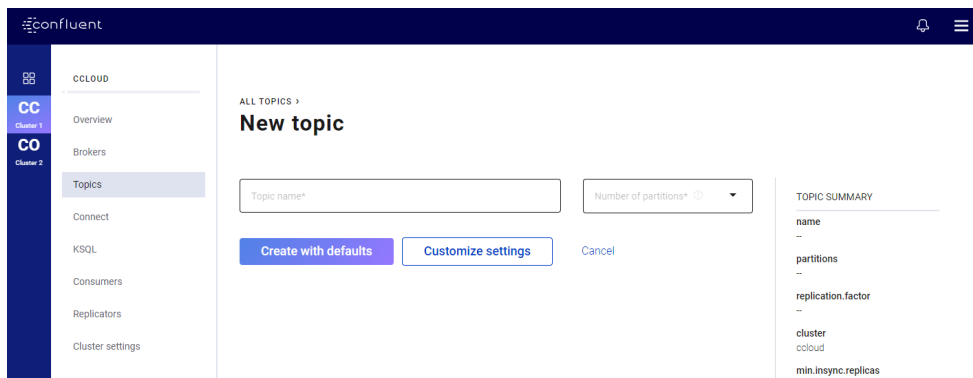 confluent
CC
Cluster 1
CO
Cluster 2
CCLOUD
Overview
Brokers
Topics
Connect
KSQL
Consumers
Replicators
Cluster settings
ALL TOPICS ›
New topic
Topic name*
Number of partitions*
Create with defaults
Customize settings
Cancel
TOPIC SUMMARY
name
--
partitions
--
replication.factor
--
cluster
ccloud
min.insync.replicas